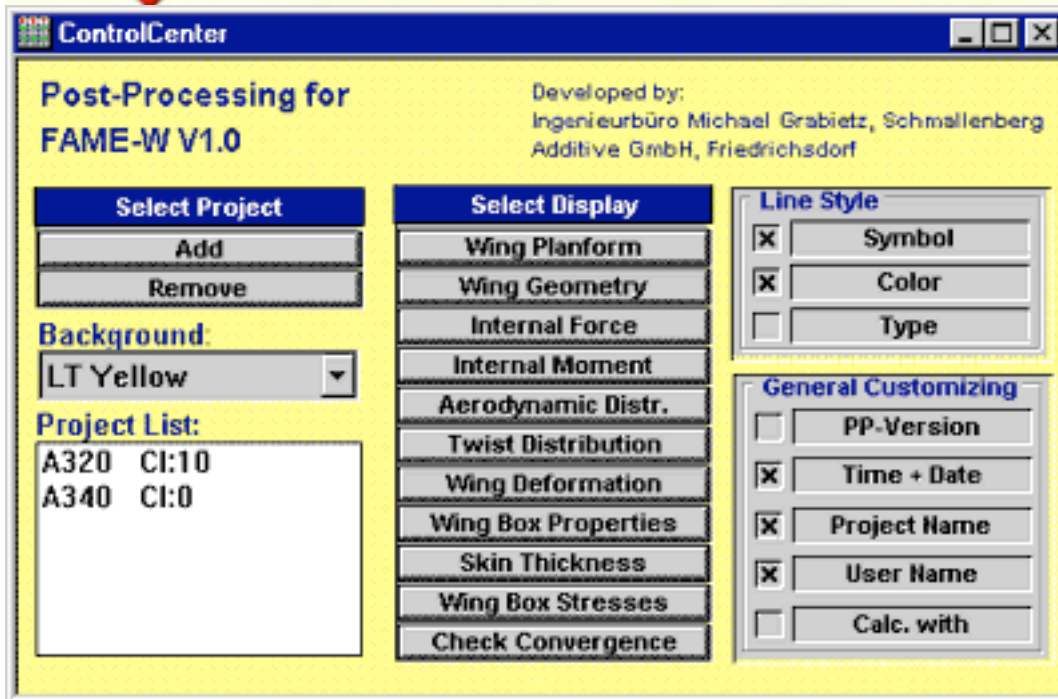 ControlCenter
Post-Processing for
FAME-W V1.0
Developed by:
Ingenieurbüro Michael Grabietz, Schmallenberg
Additive GmbH, Friedrichsdorf
Select Project
Add
Remove
Background:
LT Yellow
Project List:
A320 CI:10
A340 CI:0
Select Display
Wing Planform
Wing Geometry
Internal Force
Internal Moment
Aerodynamic Distr.
Twist Distribution
Wing Deformation
Wing Box Properties
Skin Thickness
Wing Box Stresses
Check Convergence
Line Style
Symbol
Color
Type
General Customizing
PP-Version
Time + Date
Project Name
User Name
Calc. with